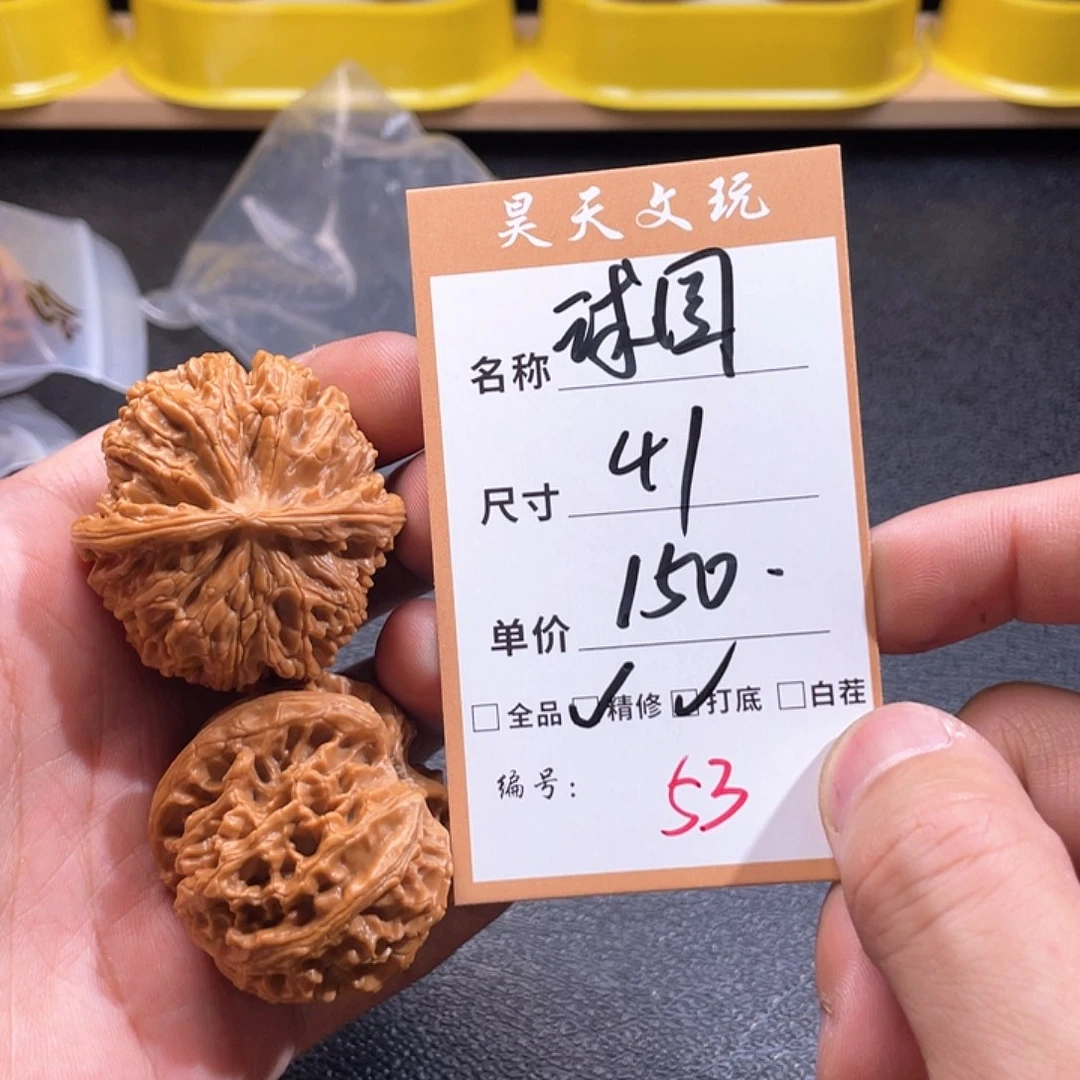 昊天文玩
名称 球圆
尺寸 41
单价 150.
全品 精修 打底 白茬
编号: 53